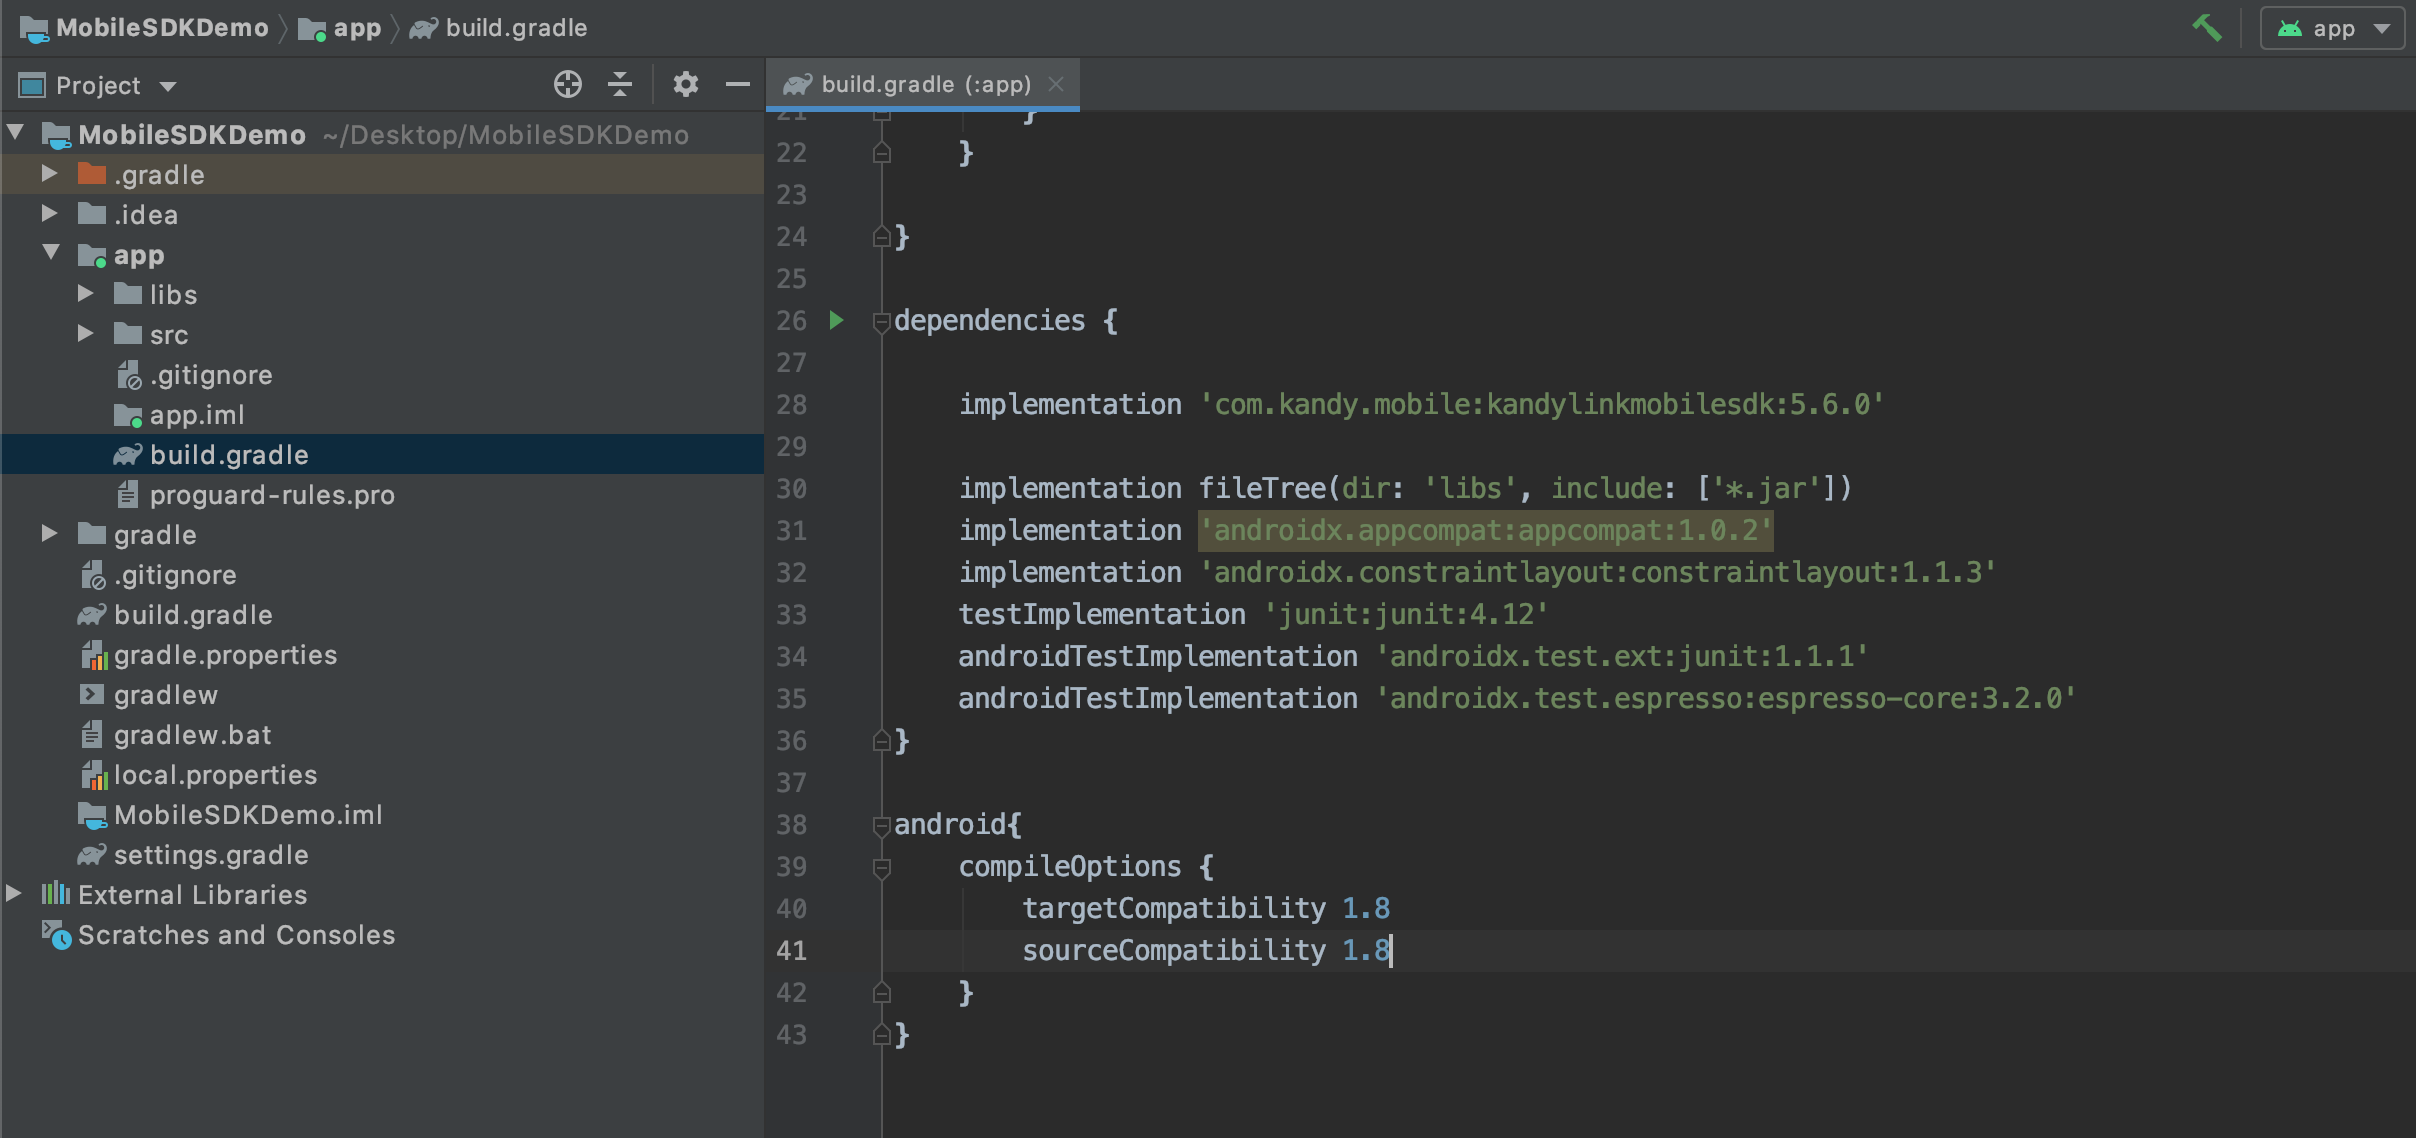 MobileSDKDemo app build.gradle app
Project
MobileSDKDemo ~/Desktop/MobileSDKDemo
.gradle
.idea
app
libs
src
.gitignore
app.iml
build.gradle
proguard-rules.pro
gradle
.gitignore
build.gradle
gradle.properties
gradlew
gradlew.bat
local.properties
MobileSDKDemo.iml
settings.gradle
External Libraries
Scratches and Consoles
build.gradle (:app)
21 }
22 }
23
24 }
25
26 dependencies {
27
28 implementation 'com.kandy.mobile:kandylinkmobilesdk:5.6.0'
29
30 implementation fileTree(dir: 'libs', include: ['*.jar'])
31 implementation 'androidx.appcompat:appcompat:1.0.2'
32 implementation 'androidx.constraintlayout:constraintlayout:1.1.3'
33 testImplementation 'junit:junit:4.12'
34 androidTestImplementation 'androidx.test.ext:junit:1.1.1'
35 androidTestImplementation 'androidx.test.espresso:espresso-core:3.2.0'
36 }
37
38 android{
39 compileOptions {
40 targetCompatibility 1.8
41 sourceCompatibility 1.8
42 }
43 }